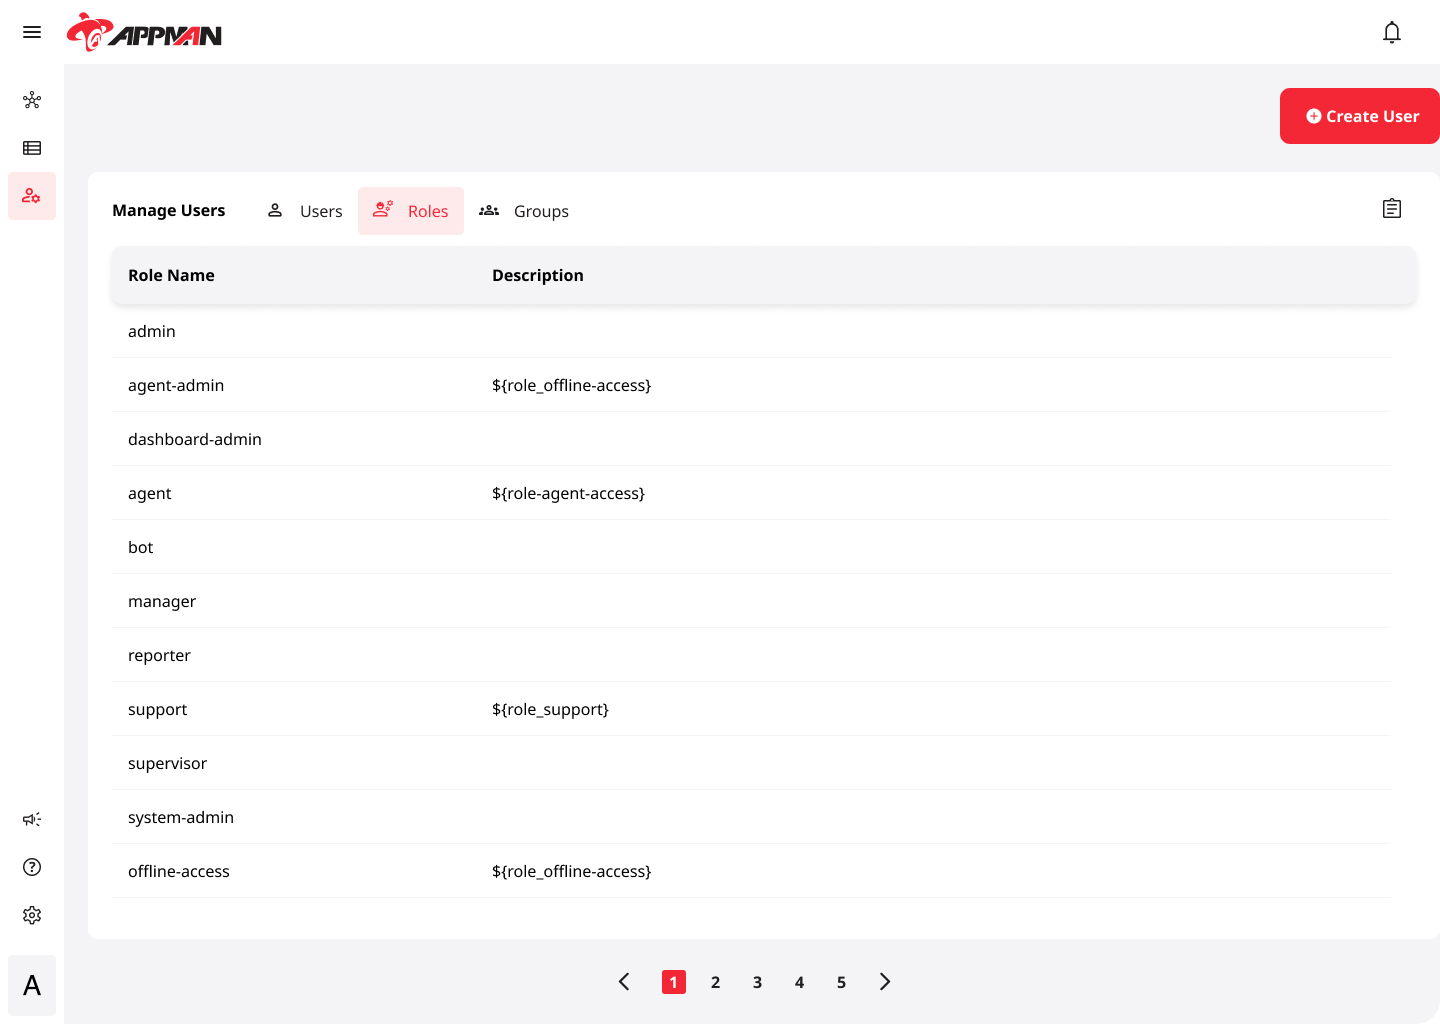 APPMAN
Create User
Manage Users Users Roles Groups
Role Name Description
admin
agent-admin ${role_offline-access}
dashboard-admin
agent ${role-agent-access}
bot
manager
reporter
support ${role_support}
supervisor
system-admin
offline-access ${role_offline-access}
A
1 2 3 4 5